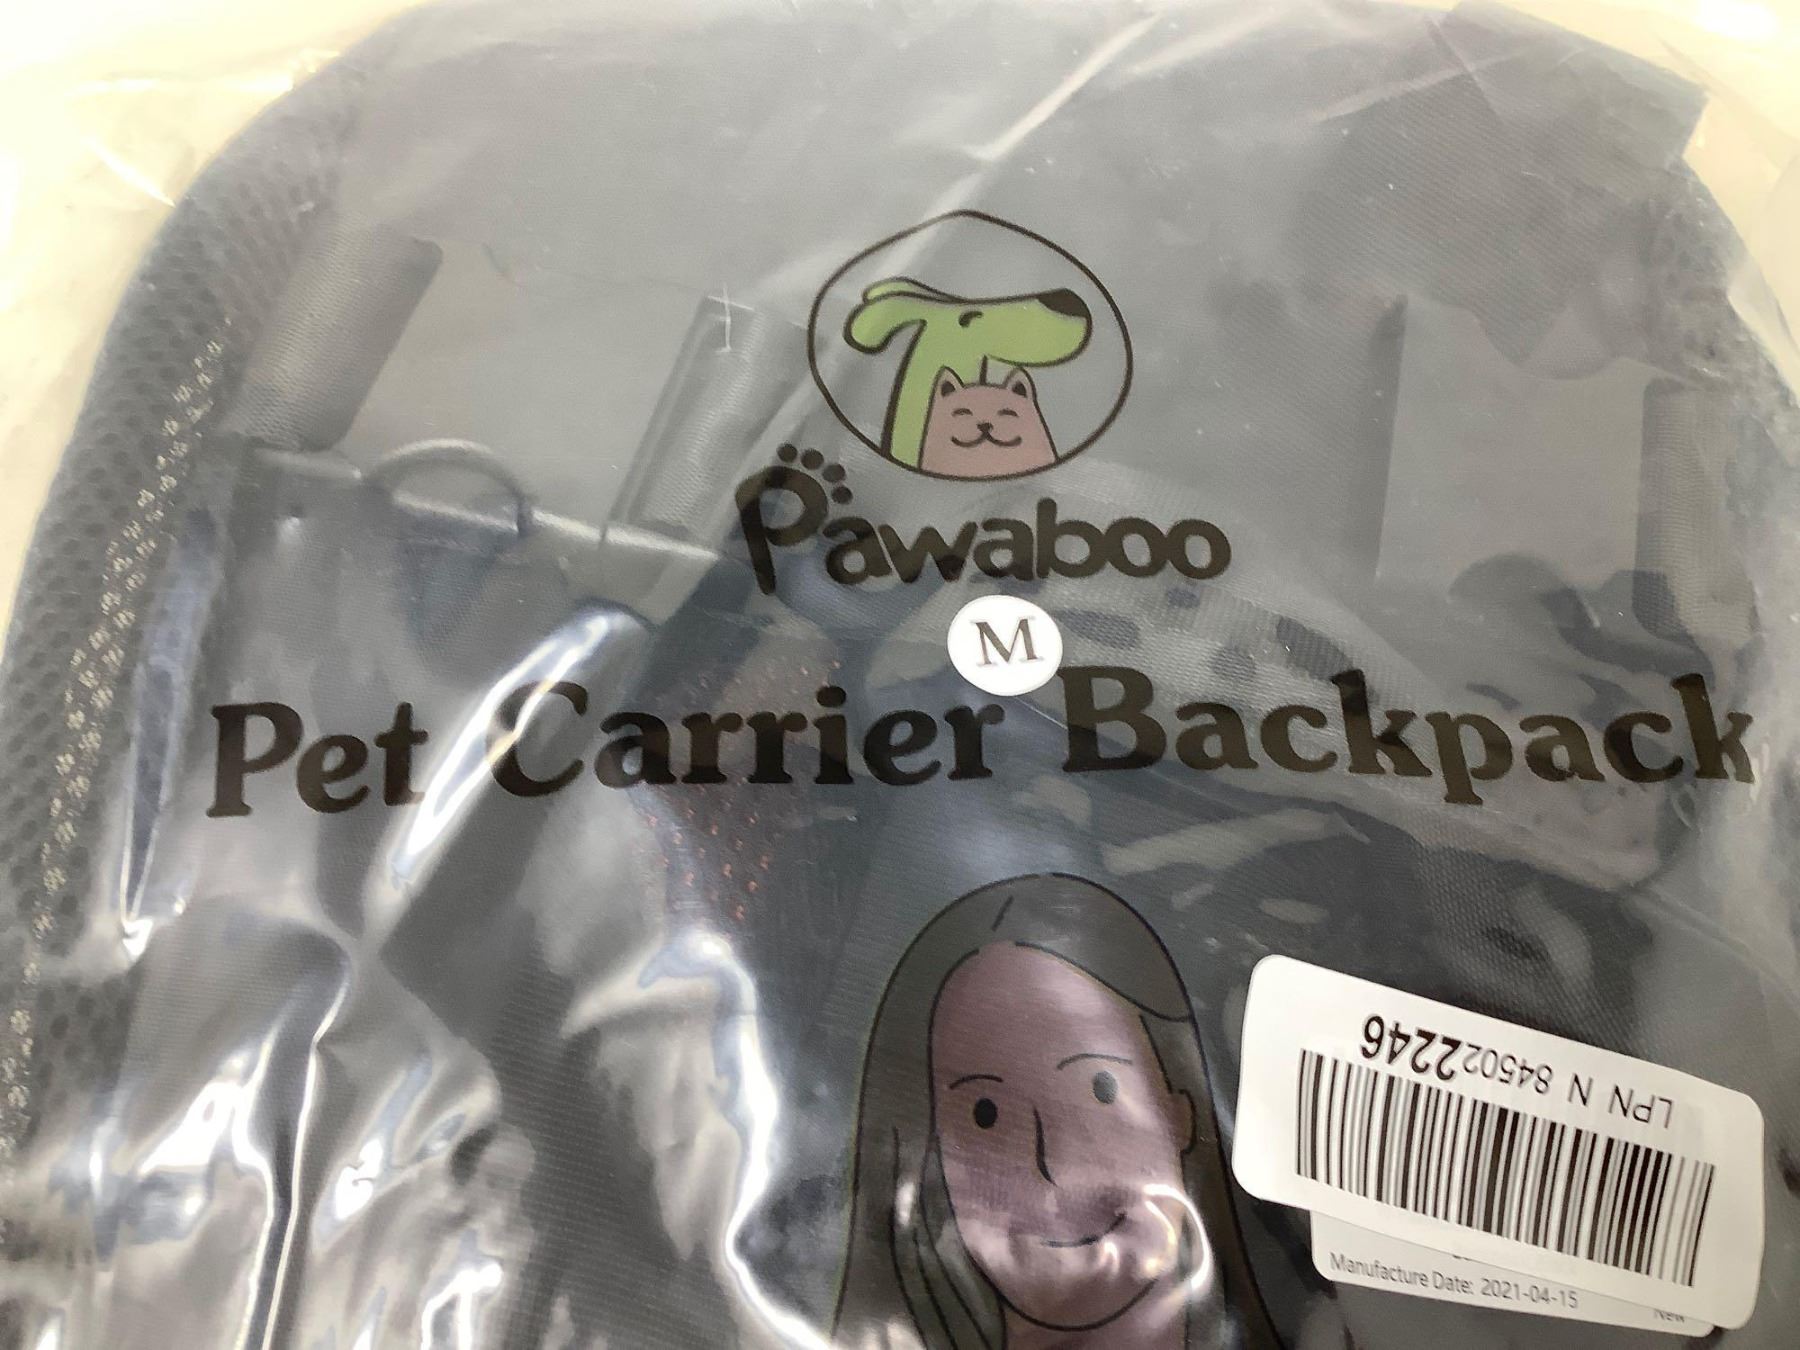 Pawaboo
M
Pet Carrier Backpack
LPN N 845022246
Manufacture Date: 2021-04-15
New